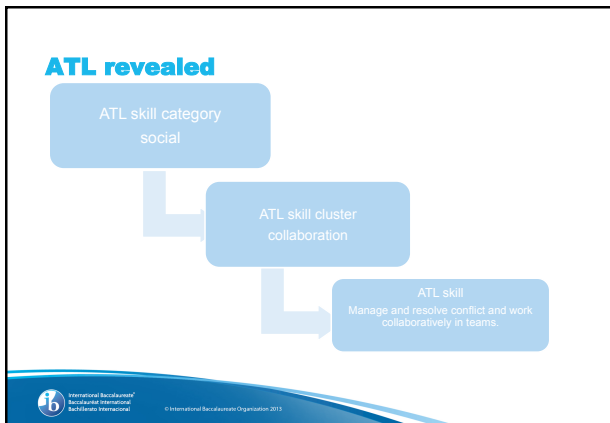 ATL revealed
ATL skill category
social
ATL skill cluster
collaboration
ATL skill
Manage and resolve conflict and work
collaboratively in teams.
International Baccalaureate®
Baccalauréat International
Bachillerato Internacional
© International Baccalaureate Organization 2013